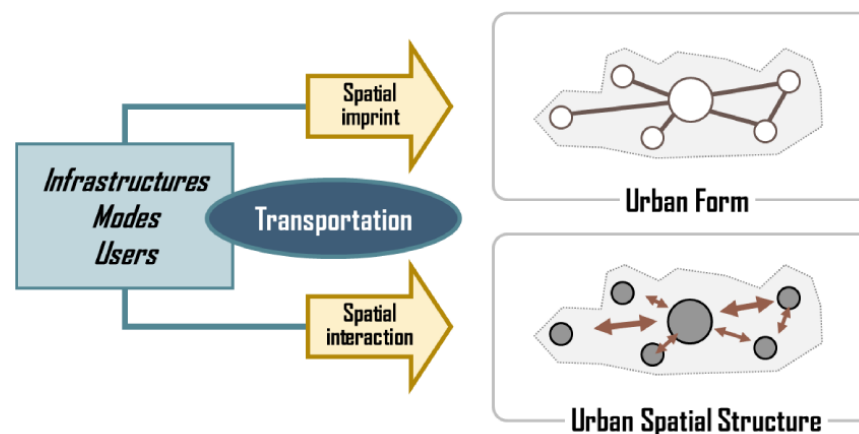 Spatial
imprint
Infrastructures
Modes
Users
Transportation
Urban Form
Spatial
interaction
Urban Spatial Structure